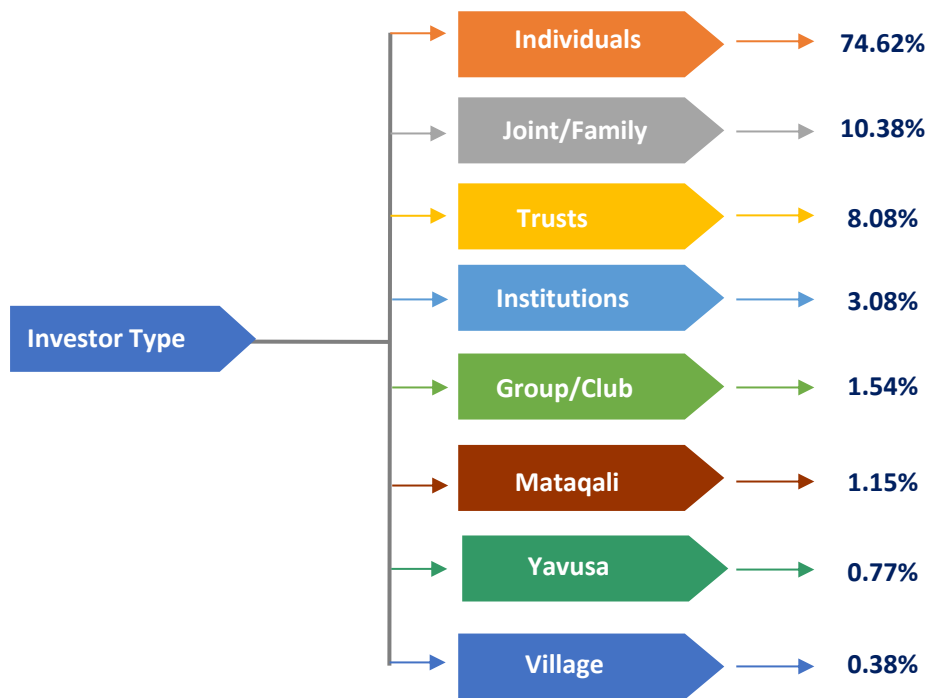 Individuals 74.62%
Joint/Family 10.38%
Trusts 8.08%
Institutions 3.08%
Investor Type
Group/Club 1.54%
Mataqali 1.15%
Yavusa 0.77%
Village 0.38%